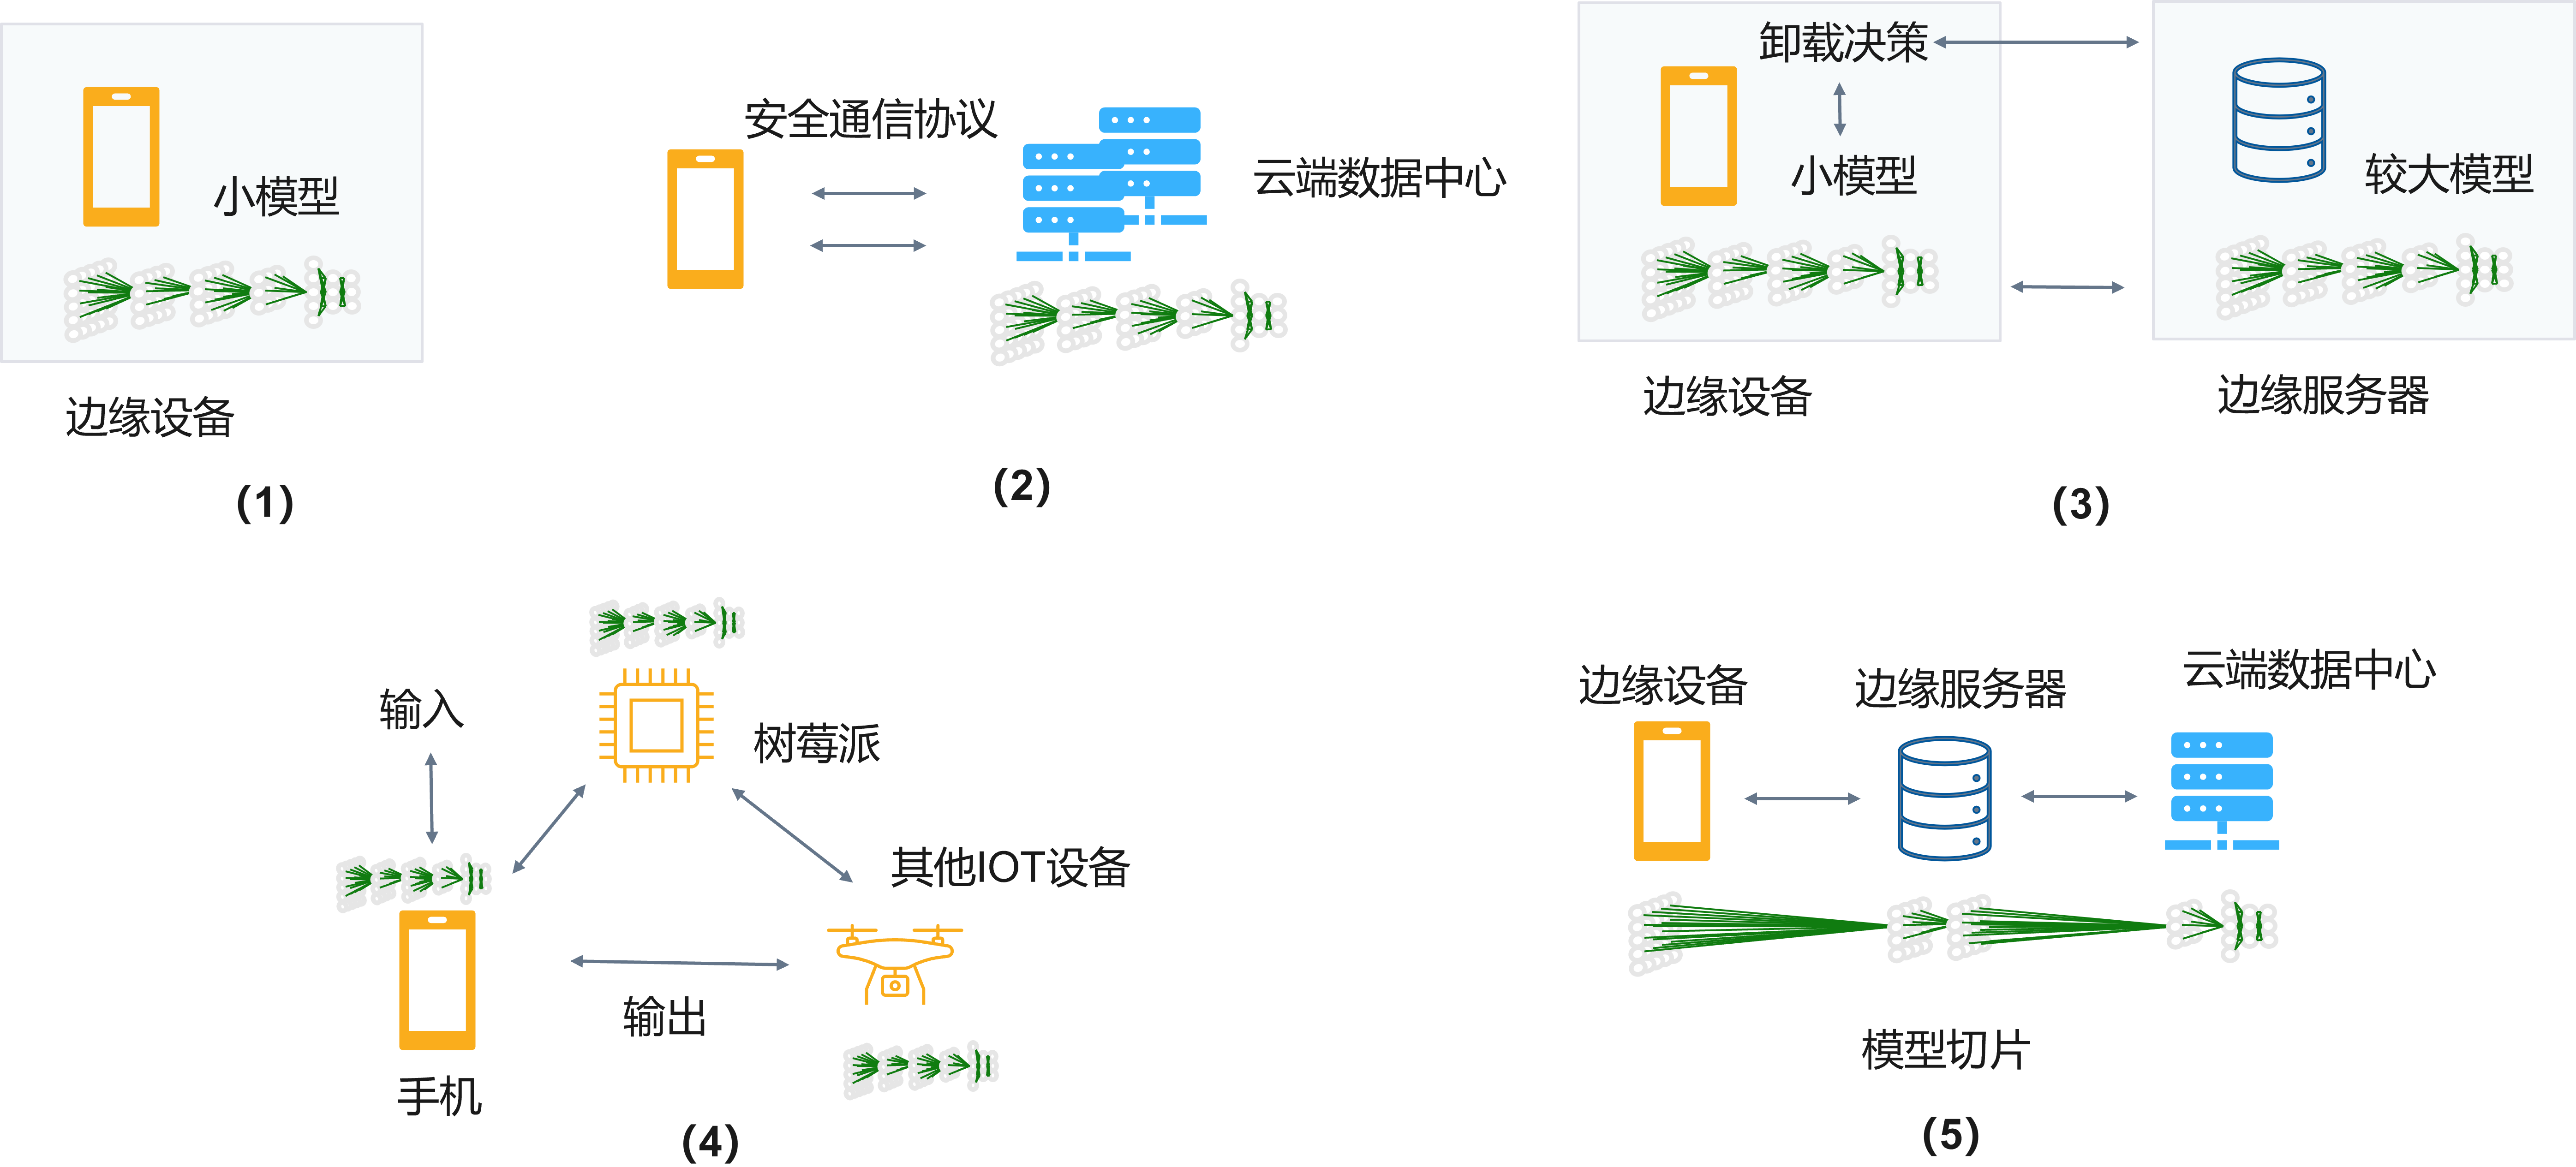 小模型
边缘设备
(1)
安全通信协议
云端数据中心
(2)
卸载决策
小模型
较大模型
边缘设备
边缘服务器
(3)
输入
树莓派
其他IOT设备
输出
手机
(4)
边缘设备
边缘服务器
云端数据中心
模型切片
(5)